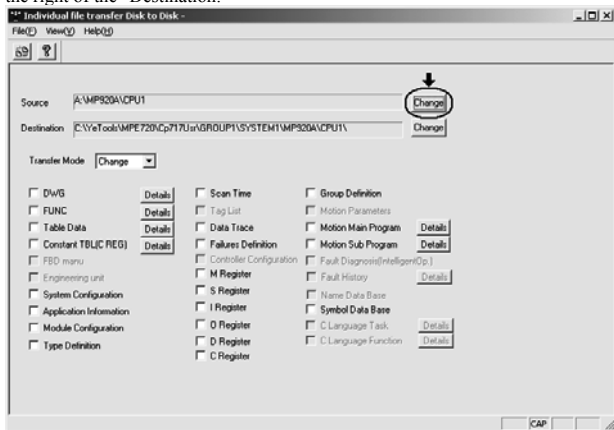 the right of the "Destination.
Individual file transfer Disk to Disk -
File(F) View(V) Help(H)
Source A:\MP920A\CPU1 Change
Destination C:\YeTools\MPE720\Cp717Usr\GROUP1\SYSTEM1\MP920A\CPU1\ Change
Transfer Mode Change
DWG Details Scan Time Group Definition
FUNC Details Tag List Motion Parameters
Table Data Details Data Trace Motion Main Program Details
Constant TBL(C REG) Details Failures Definition Motion Sub Program Details
FBD manu Controller Configuration Fault Diagnosis(IntelligentOp.)
Engineering unit M Register Fault History Details
System Configuration S Register Name Data Base
Application Information I Register Symbol Data Base
Module Configuration O Register C Language Task Details
Type Definition D Register C Language Function Details
C Register
CAP